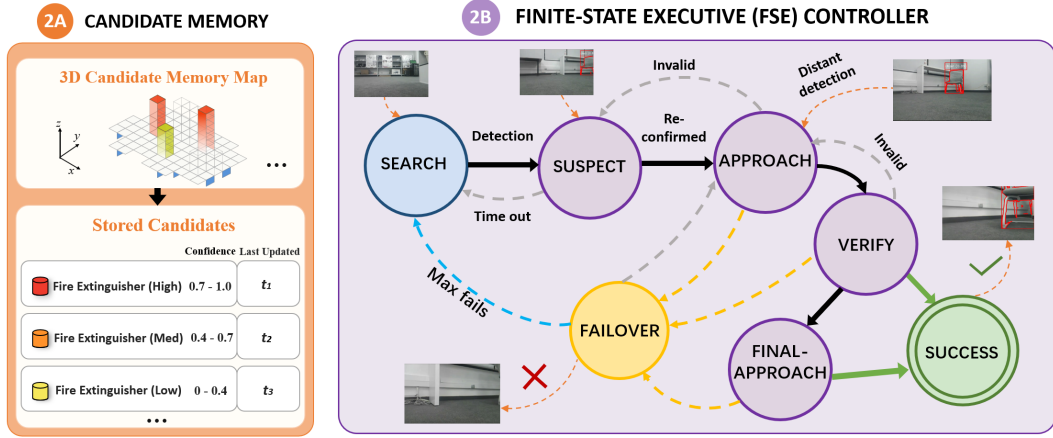 2A CANDIDATE MEMORY
3D Candidate Memory Map
z
y
x
...
Stored Candidates
Confidence Last Updated
Fire Extinguisher (High) 0.7 - 1.0 t1
Fire Extinguisher (Med) 0.4 - 0.7 t2
Fire Extinguisher (Low) 0 - 0.4 t3
...
2B FINITE-STATE EXECUTIVE (FSE) CONTROLLER
Invalid
Distant
detection
Detection
Re-
confirmed
Invalid
SEARCH
SUSPECT
APPROACH
Time out
VERIFY
Max fails
FAILOVER
FINAL-
APPROACH
SUCCESS